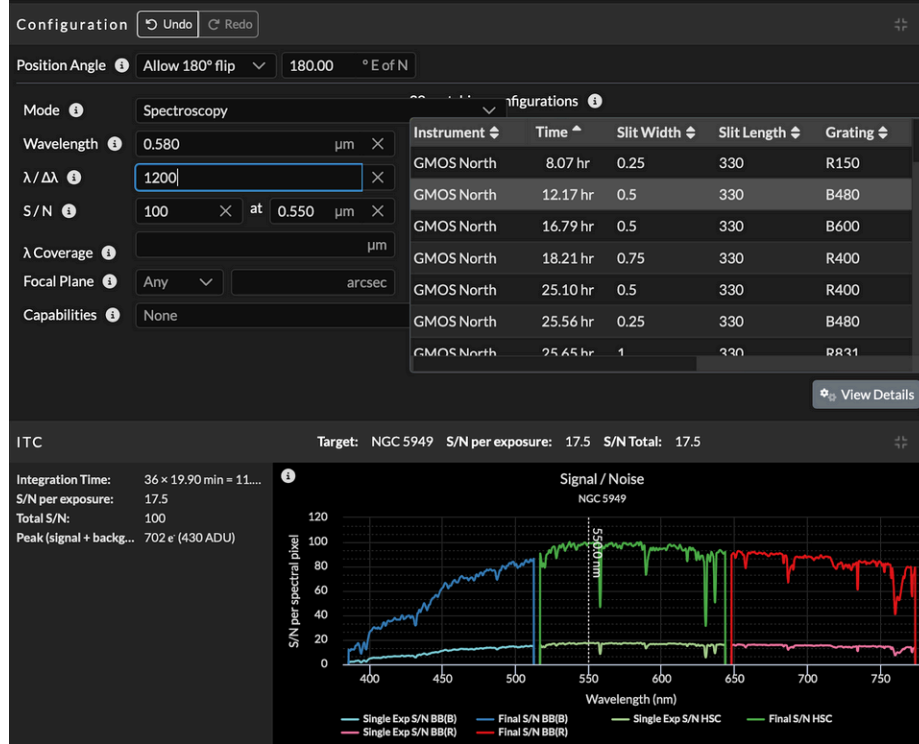 Configuration Undo Redo
Position Angle Allow 180° flip 180.00 ° E of N
nfigurations
Mode Spectroscopy
Wavelength 0.580 μm
λ / Δλ 1200
S / N 100 at 0.550 μm
λ Coverage μm
Focal Plane Any arcsec
Capabilities None
Instrument Time Slit Width Slit Length Grating
GMOS North 8.07 hr 0.25 330 R150
GMOS North 12.17 hr 0.5 330 B480
GMOS North 16.79 hr 0.5 330 B600
GMOS North 18.21 hr 0.75 330 R400
GMOS North 25.10 hr 0.5 330 R400
GMOS North 25.56 hr 0.25 330 B480
GMOS North 25.65 hr 1 330 R831
View Details
ITC Target: NGC 5949 S/N per exposure: 17.5 S/N Total: 17.5
Integration Time: 36 × 19.90 min = 11....
S/N per exposure: 17.5
Total S/N: 100
Peak (signal + backg... 702 e⁻ (430 ADU)
Signal / Noise
NGC 5949
S/N per spectral pixel
120
100
80
60
40
20
0
550.0 nm
400 450 500 550 600 650 700 750
Wavelength (nm)
Single Exp S/N BB(B) Final S/N BB(B) Single Exp S/N HSC Final S/N HSC
Single Exp S/N BB(R) Final S/N BB(R)